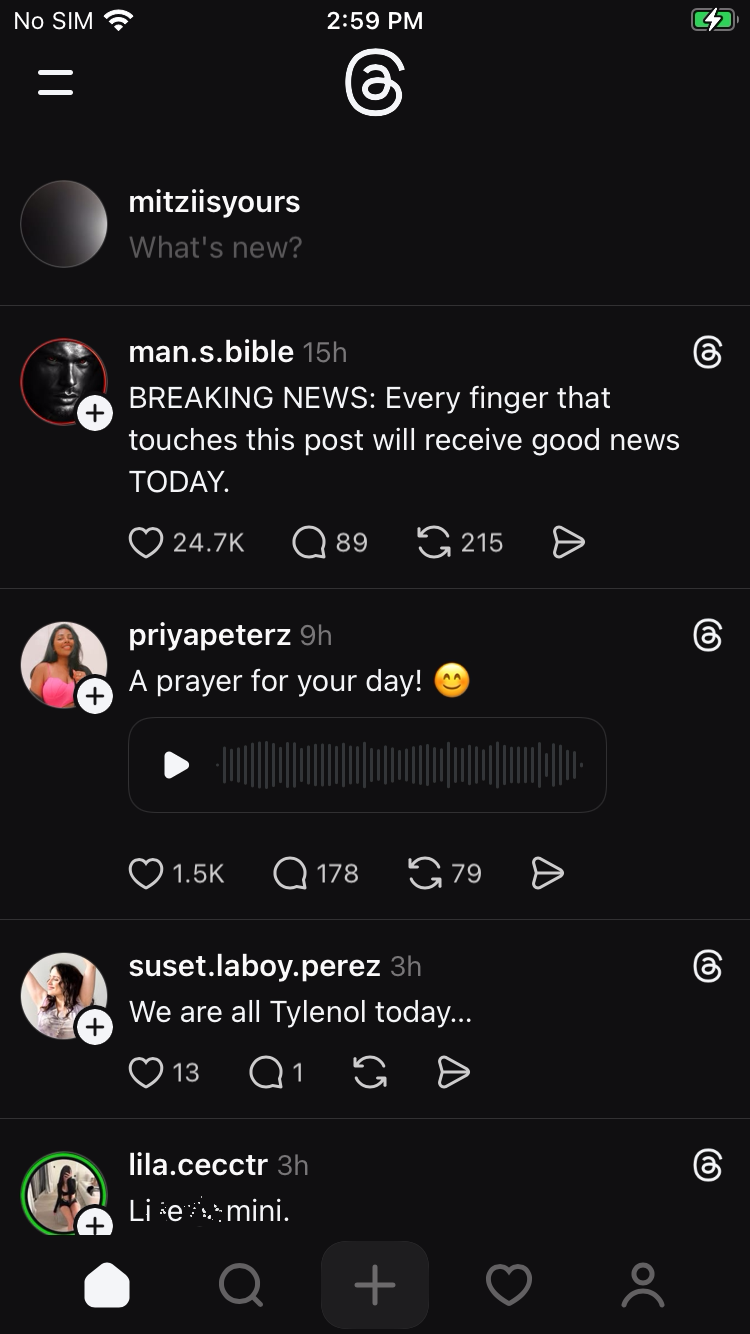 No SIM 2:59 PM
mitziisyours
What's new?
man.s.bible 15h
BREAKING NEWS: Every finger that
touches this post will receive good news
TODAY.
24.7K 89 215
priyapeterz 9h
A prayer for your day! 😊
1.5K 178 79
suset.laboy.perez 3h
We are all Tylenol today...
13 1
lila.cecctr 3h
mini.